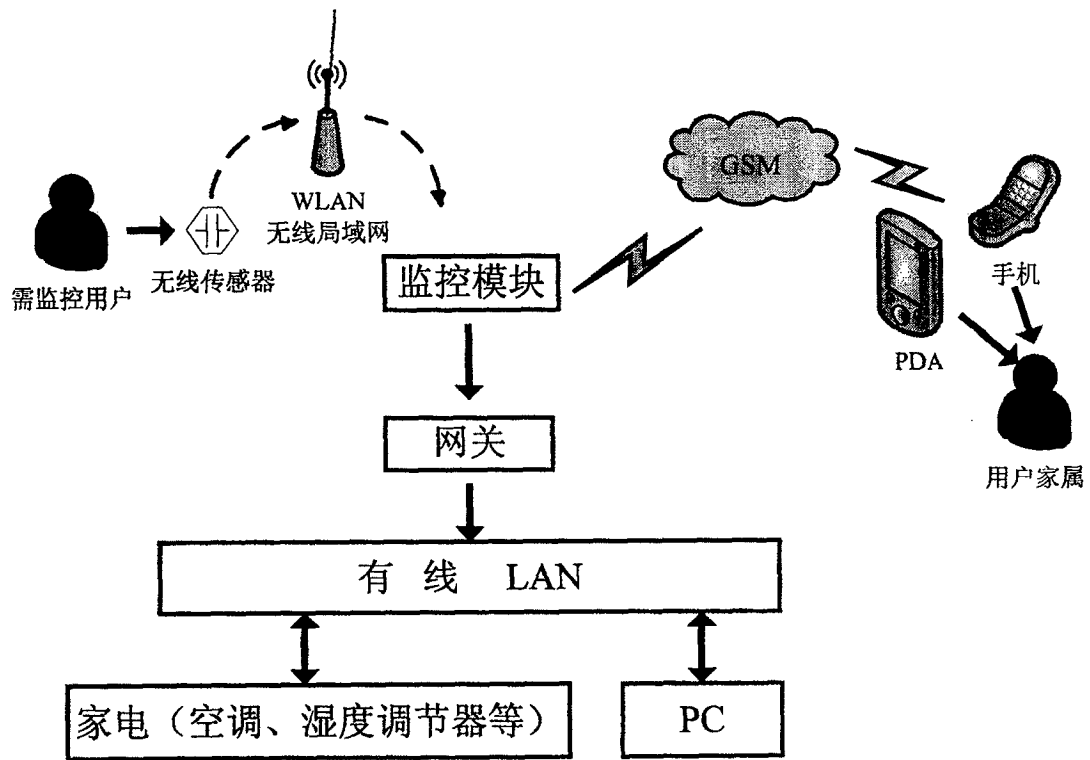 GSM
WLAN
无线局域网
需监控用户
无线传感器
监控模块
手机
PDA
网关
用户家属
有 线 LAN
家电（空调、湿度调节器等）
PC